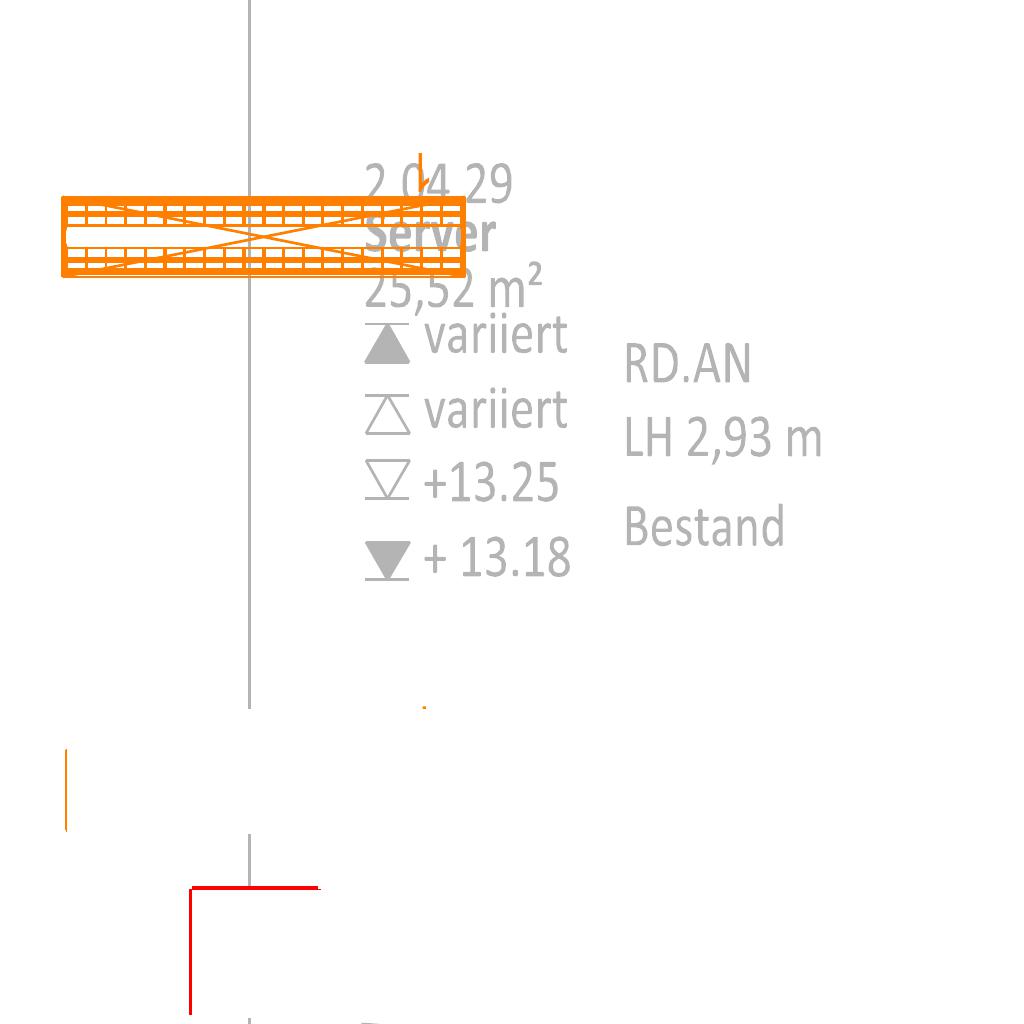 2.04.29
Server
25,52 m²
variiert
variiert
+13.25
+ 13.18
RD.AN
LH 2,93 m
Bestand